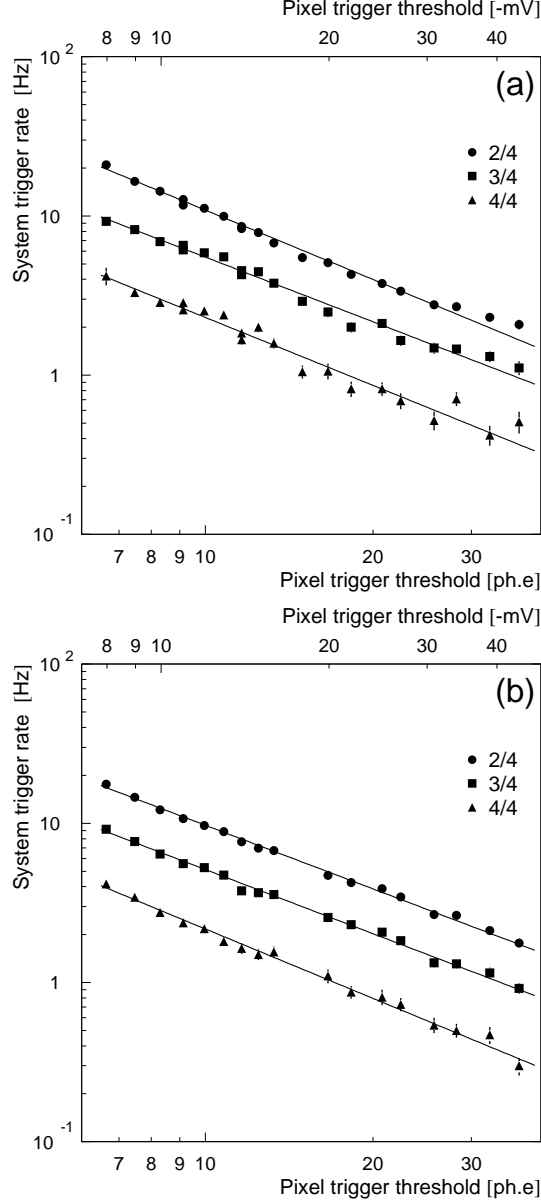 Pixel trigger threshold [-mV]
8 9 10 20 30 40
10 2
(a)
System trigger rate [Hz]
2/4
3/4
4/4
10
1
10 -1
7 8 9 10 20 30
Pixel trigger threshold [ph.e]
Pixel trigger threshold [-mV]
8 9 10 20 30 40
10 2
(b)
System trigger rate [Hz]
2/4
3/4
4/4
10
1
10 -1
7 8 9 10 20 30
Pixel trigger threshold [ph.e]